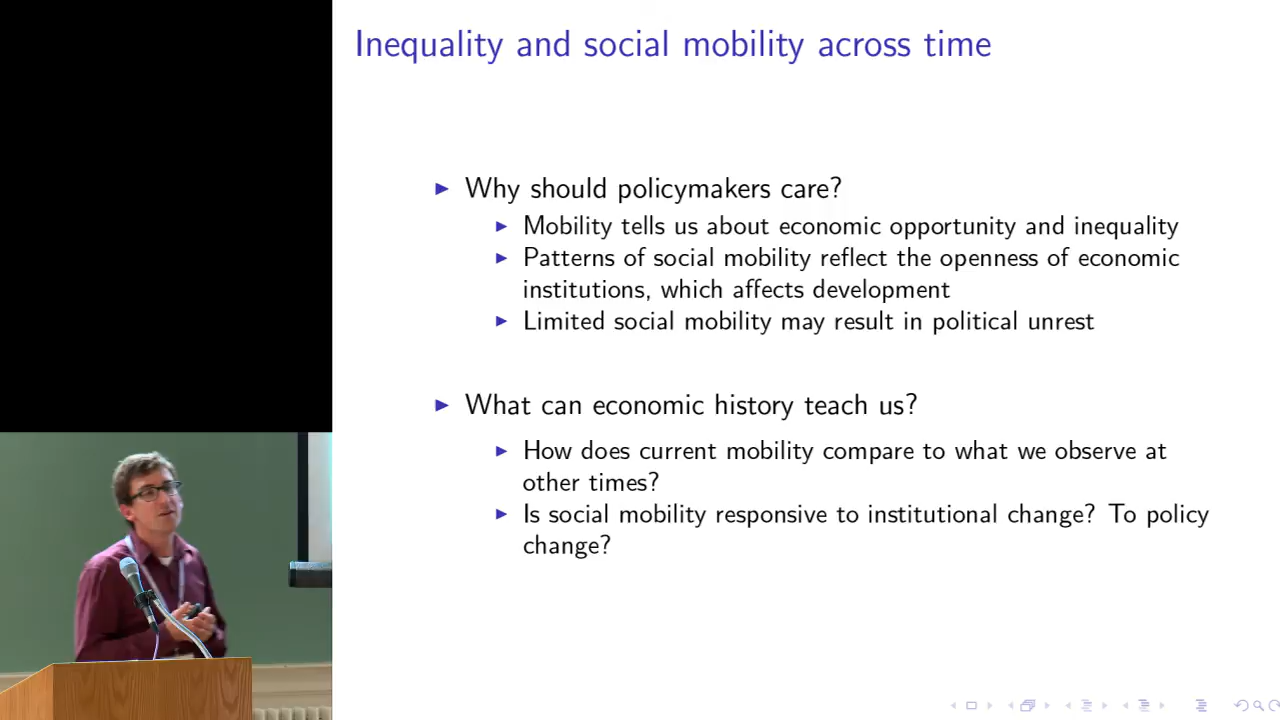 Inequality and social mobility across time
Why should policymakers care?
Mobility tells us about economic opportunity and inequality
Patterns of social mobility reflect the openness of economic
institutions, which affects development
Limited social mobility may result in political unrest
What can economic history teach us?
How does current mobility compare to what we observe at
other times?
Is social mobility responsive to institutional change? To policy
change?